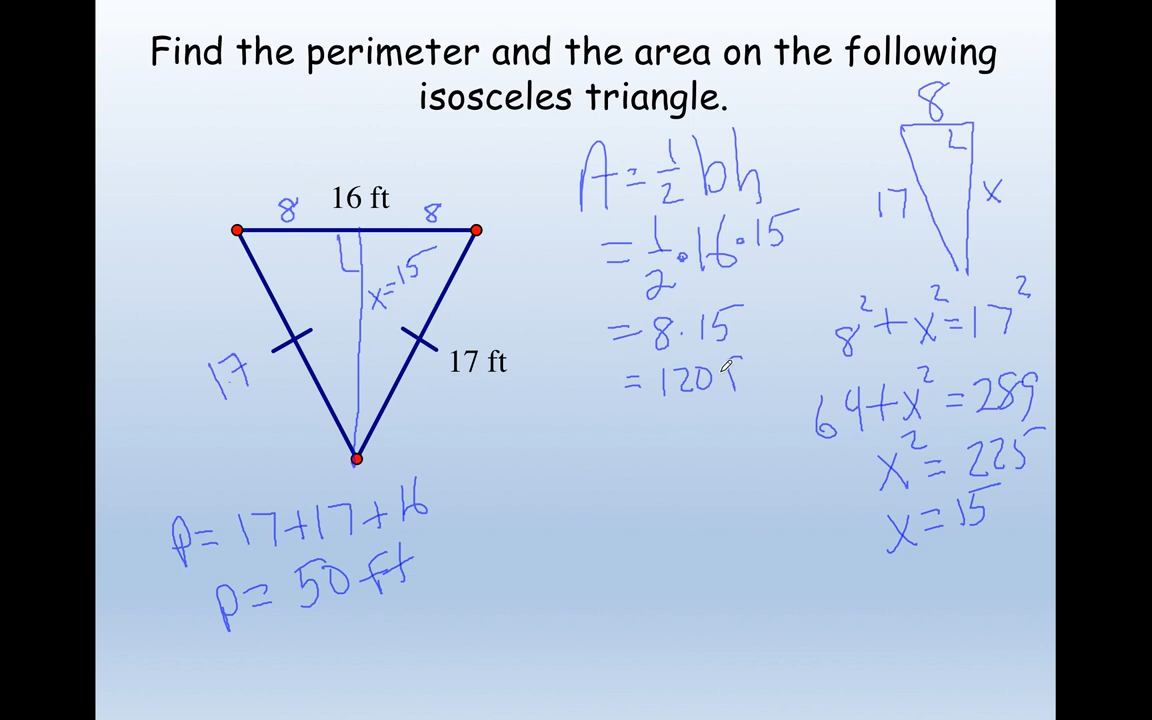 Find the perimeter and the area on the following
isosceles triangle.
16 ft
8
8
x=15
17
17 ft
P= 17+17+16
P= 50 ft
A = 1/2 bh
= 1/2 · 16 · 15
= 8 · 15
= 120
8
17
x
8² + x² = 17²
64 + x² = 289
x² = 225
x = 15